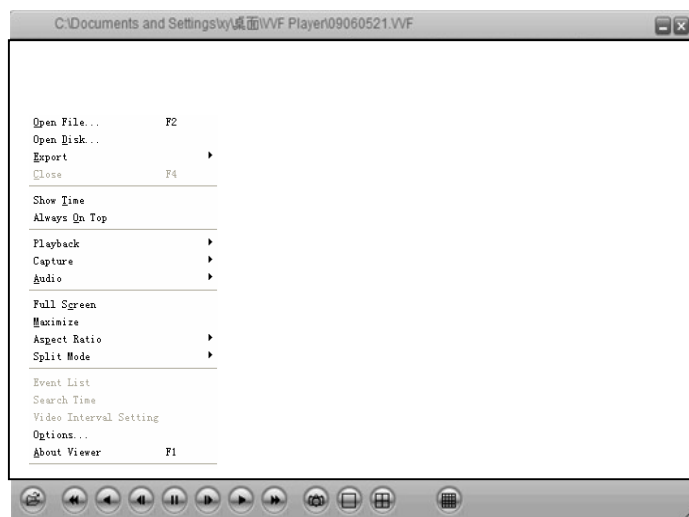 C:\Documents and Settings\xy\桌面\VVF Player\09060521.VVF
Open File... F2
Open Disk...
Export
Close F4
Show Time
Always On Top
Playback
Capture
Audio
Full Screen
Maximize
Aspect Ratio
Split Mode
Event List
Search Time
Video Interval Setting
Options...
About Viewer F1